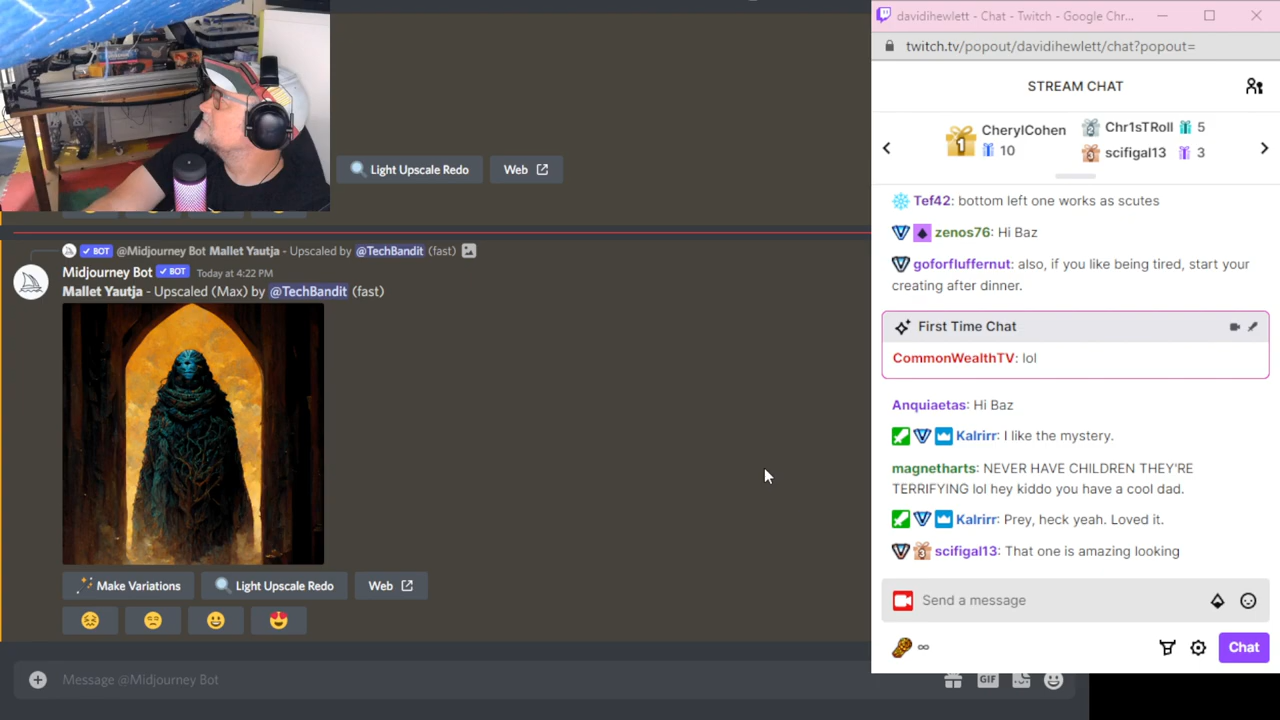 davidihewlett - Chat - Twitch - Google Chr...
twitch.tv/popout/davidihewlett/chat?popout=
STREAM CHAT
CherylCohen
10
Chr1sTRoll 5
scifigal13 3
Tef42: bottom left one works as scutes
zenos76: Hi Baz
goforfluffernut: also, if you like being tired, start your
creating after dinner.
First Time Chat
CommonWealthTV: lol
Anquiaetas: Hi Baz
Kalrirr: I like the mystery.
magnetharts: NEVER HAVE CHILDREN THEY'RE
TERRIFYING lol hey kiddo you have a cool dad.
Kalrirr: Prey, heck yeah. Loved it.
scifigal13: That one is amazing looking
Send a message
∞
Chat
Light Upscale Redo
Web
BOT @Midjourney Bot Mallet Yautja - Upscaled by @TechBandit (fast)
Midjourney Bot BOT Today at 4:22 PM
Mallet Yautja - Upscaled (Max) by @TechBandit (fast)
Make Variations
Light Upscale Redo
Web
Message @Midjourney Bot
GIF